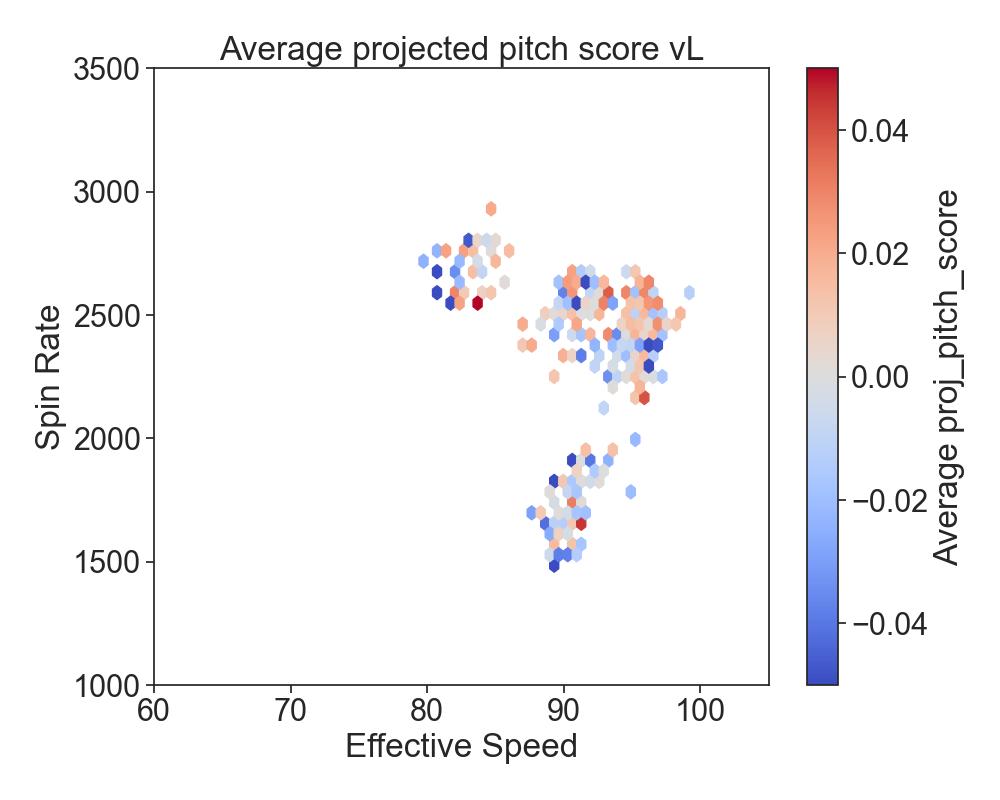 Average projected pitch score vL
3500
3000
2500
2000
1500
1000
Spin Rate
60 70 80 90 100
Effective Speed
0.04
0.02
0.00
−0.02
−0.04
Average proj_pitch_score